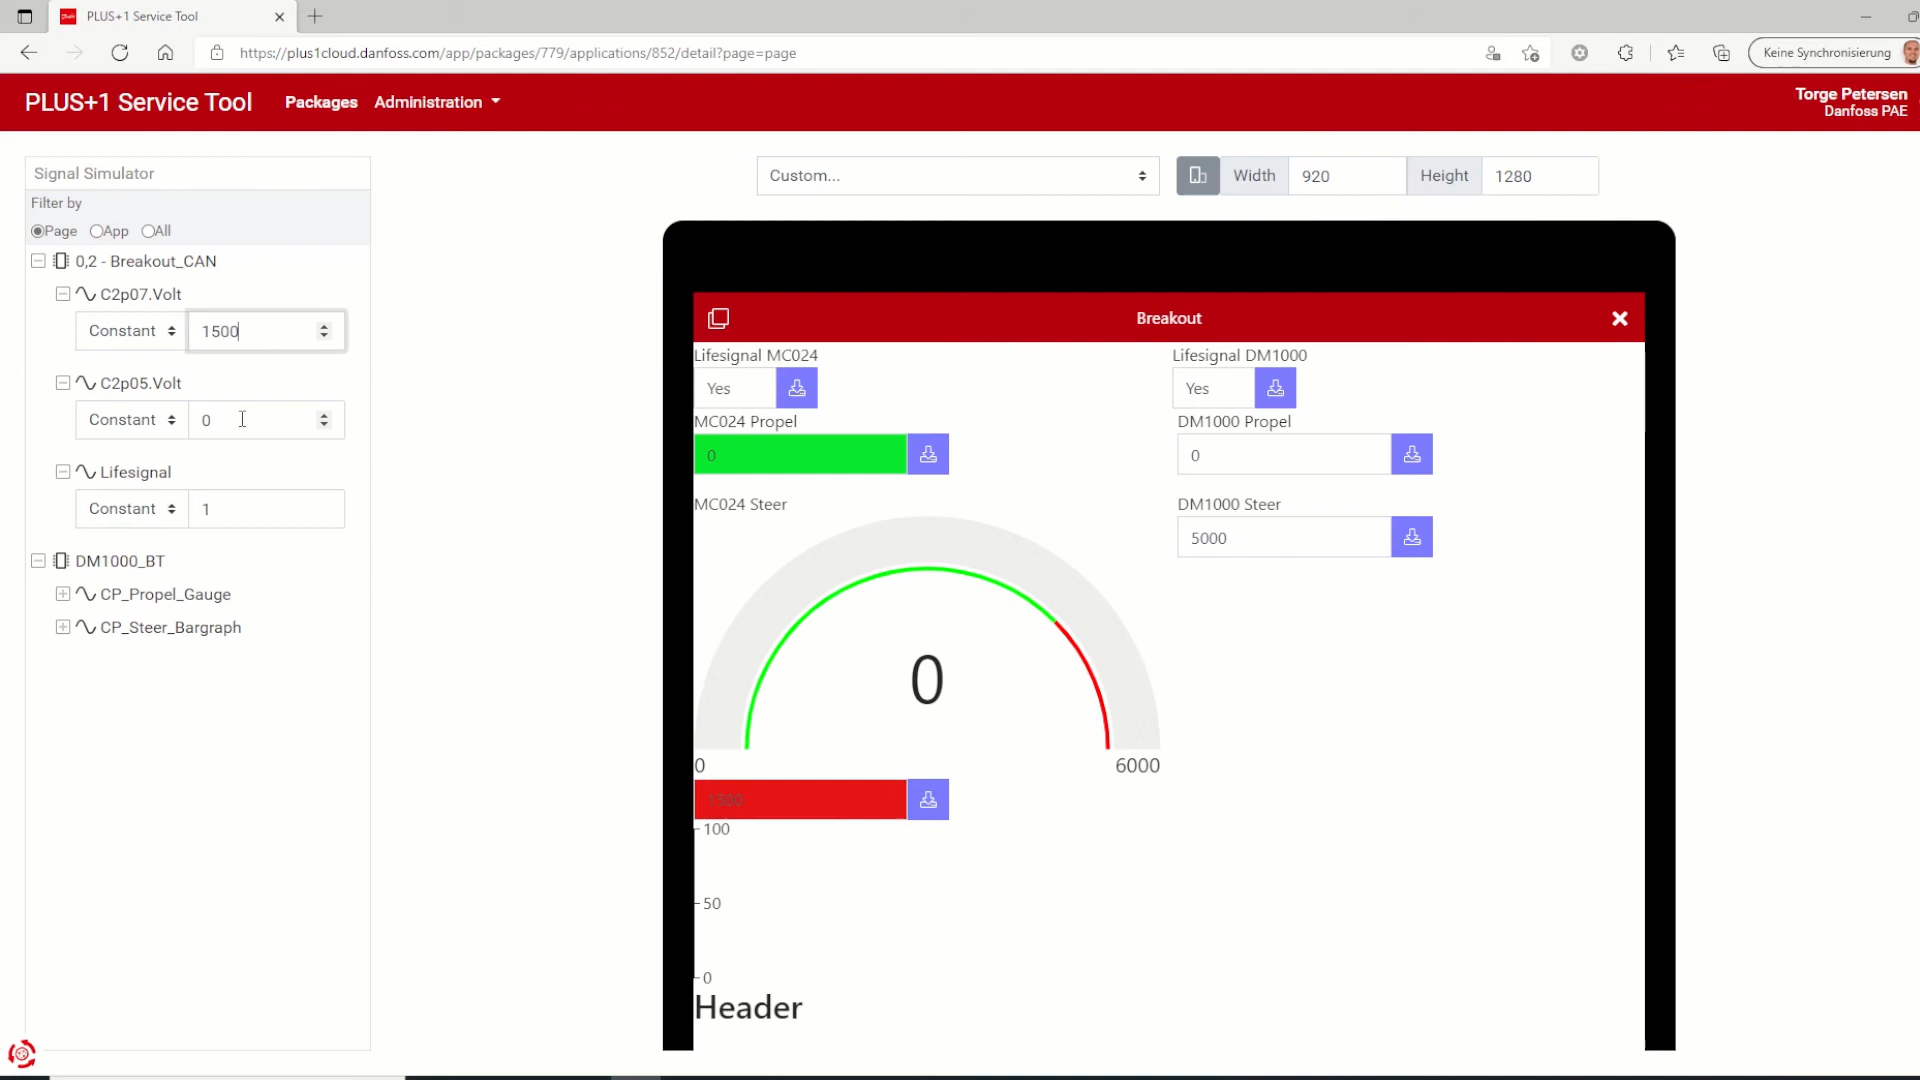 PLUS+1 Service Tool
https://plus1cloud.danfoss.com/app/packages/779/applications/852/detail?page=page
Keine Synchronisierung
PLUS+1 Service Tool
Packages
Administration
Torge Petersen
Danfoss PAE
Signal Simulator
Filter by
Page
App
All
0,2 - Breakout_CAN
C2p07.Volt
Constant
1500
C2p05.Volt
Constant
0
Lifesignal
Constant
1
DM1000_BT
CP_Propel_Gauge
CP_Steer_Bargraph
Custom...
Width
920
Height
1280
Breakout
Lifesignal MC024
Yes
Lifesignal DM1000
Yes
MC024 Propel
0
DM1000 Propel
0
MC024 Steer
DM1000 Steer
5000
0
0
6000
1500
100
50
0
Header